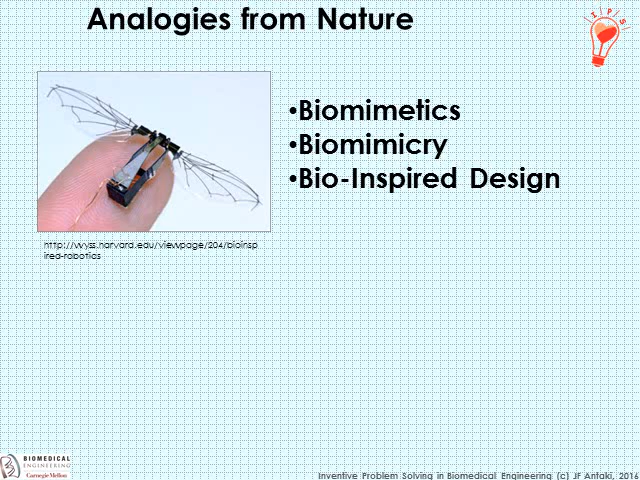 Analogies from Nature
I P S
•Biomimetics
•Biomimicry
•Bio-Inspired Design
http://wyss.harvard.edu/viewpage/204/bioinsp
ired-robotics
BIOMEDICAL
ENGINEERING
Carnegie Mellon
Inventive Problem Solving in Biomedical Engineering (c) JF Antaki, 2016